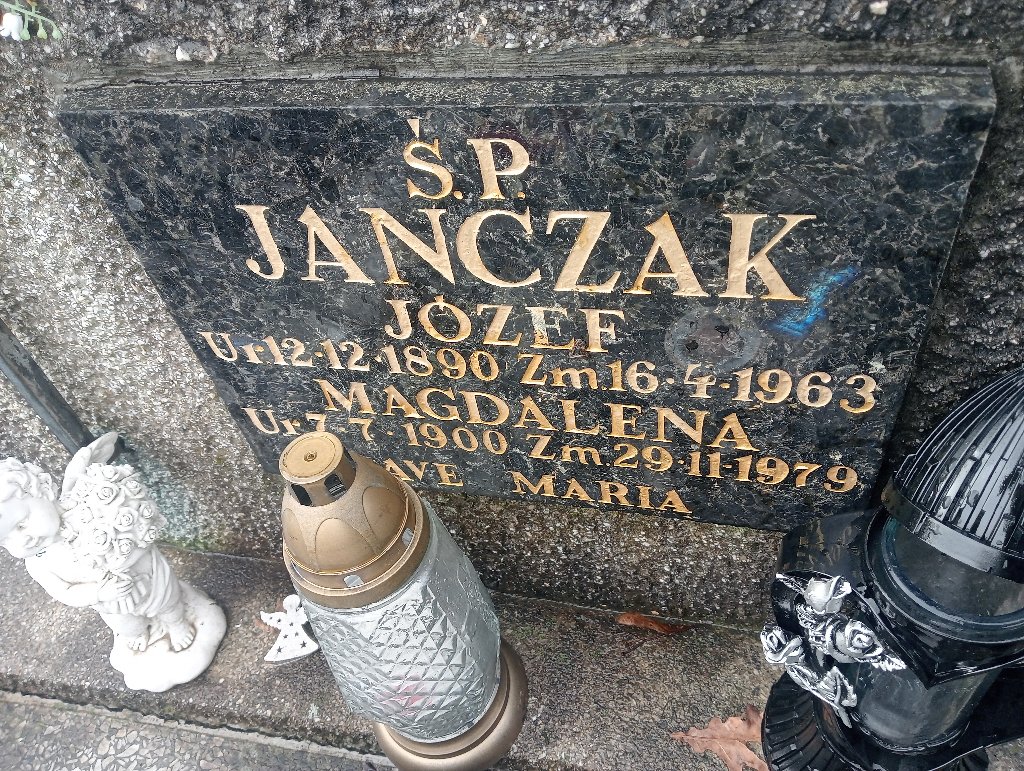 Ś.P.
JAŃCZAK
JÓZEF
Ur.12.12.1890 Zm.16.4.1963
MAGDALENA
Ur.7.7.1900 Zm.29.11.1979
AVE MARIA